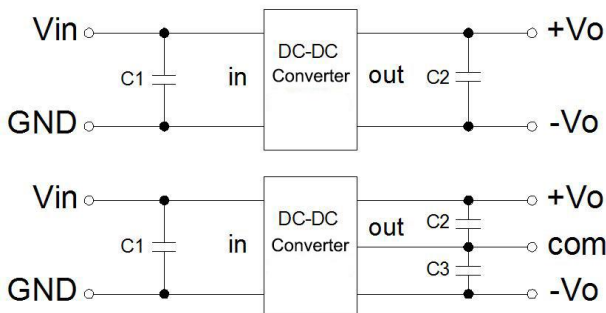 Vin
+Vo
DC-DC
Converter
C1
in
out
C2
GND
-Vo
Vin
+Vo
DC-DC
Converter
out
C2
C1
in
com
C3
GND
-Vo